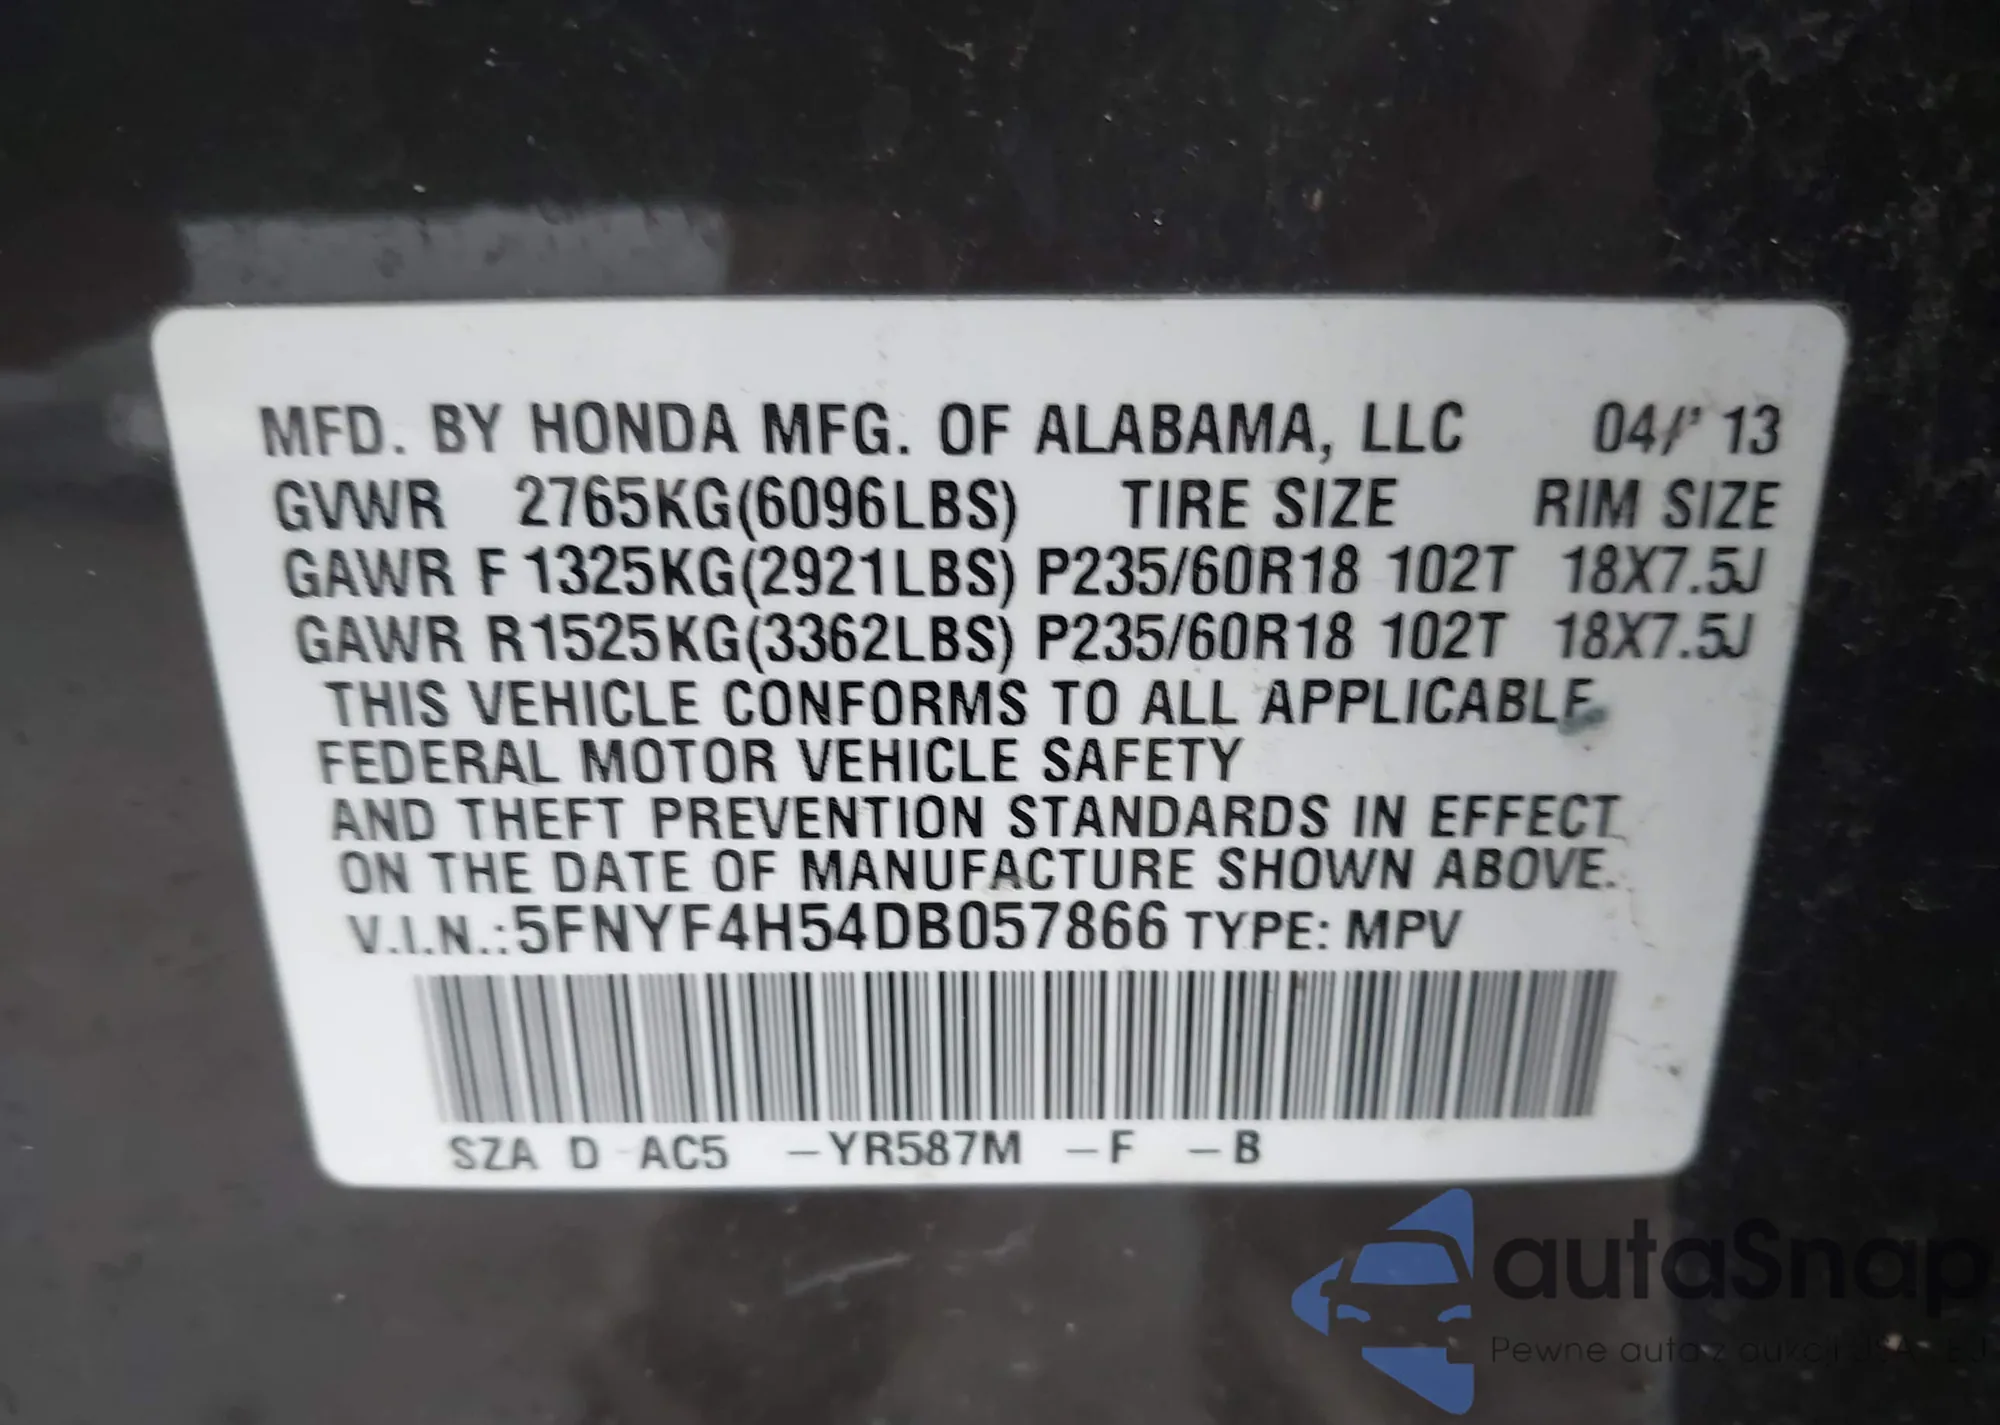 MFD. BY HONDA MFG. OF ALABAMA, LLC 04/' 13
GVWR 2765KG(6096LBS) TIRE SIZE RIM SIZE
GAWR F 1325KG(2921LBS) P235/60R18 102T 18X7.5J
GAWR R1525KG(3362LBS) P235/60R18 102T 18X7.5J
THIS VEHICLE CONFORMS TO ALL APPLICABLE
FEDERAL MOTOR VEHICLE SAFETY
AND THEFT PREVENTION STANDARDS IN EFFECT
ON THE DATE OF MANUFACTURE SHOWN ABOVE.
V.I.N.:5FNYF4H54DB057866 TYPE: MPV
SZA D AC5 –YR587M –F –B
autaSnap
Pewne auta z aukcji